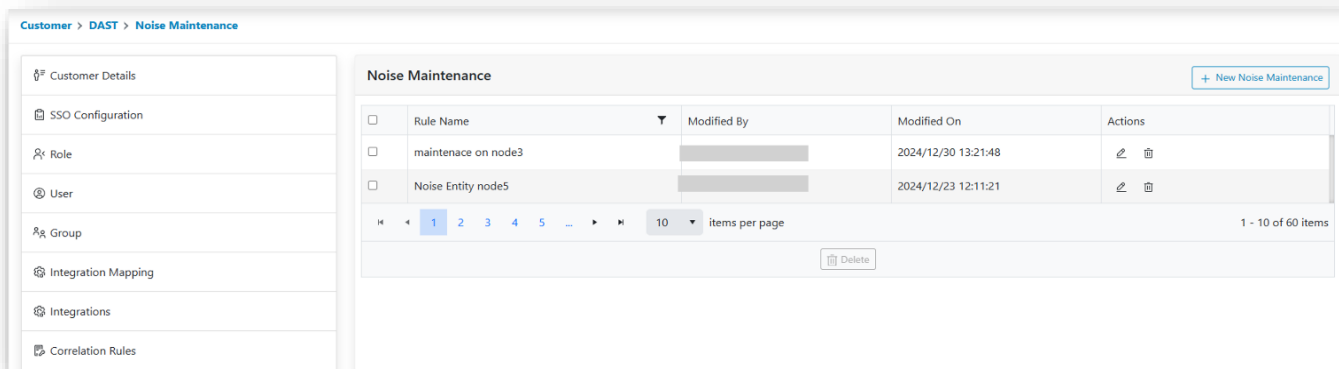 Customer > DAST > Noise Maintenance
Customer Details
SSO Configuration
Role
User
Group
Integration Mapping
Integrations
Correlation Rules
Noise Maintenance
+ New Noise Maintenance
Rule Name Modified By Modified On Actions
maintenace on node3 2024/12/30 13:21:48
Noise Entity node5 2024/12/23 12:11:21
1 2 3 4 5 ... 10 items per page 1 - 10 of 60 items
Delete